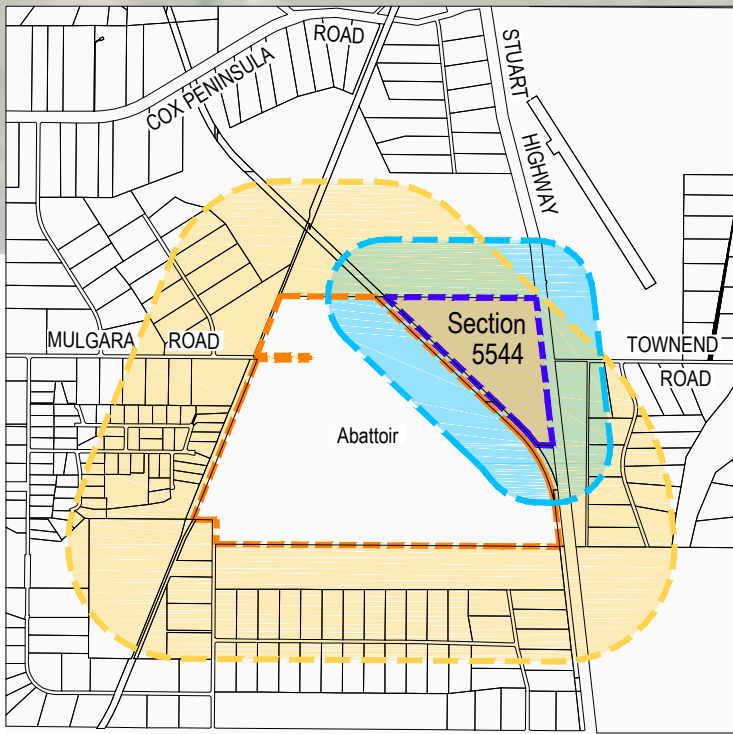 COX PENINSULA
ROAD
STUART
HIGHWAY
Section
5544
MULGARA
ROAD
TOWNEND
ROAD
Abattoir